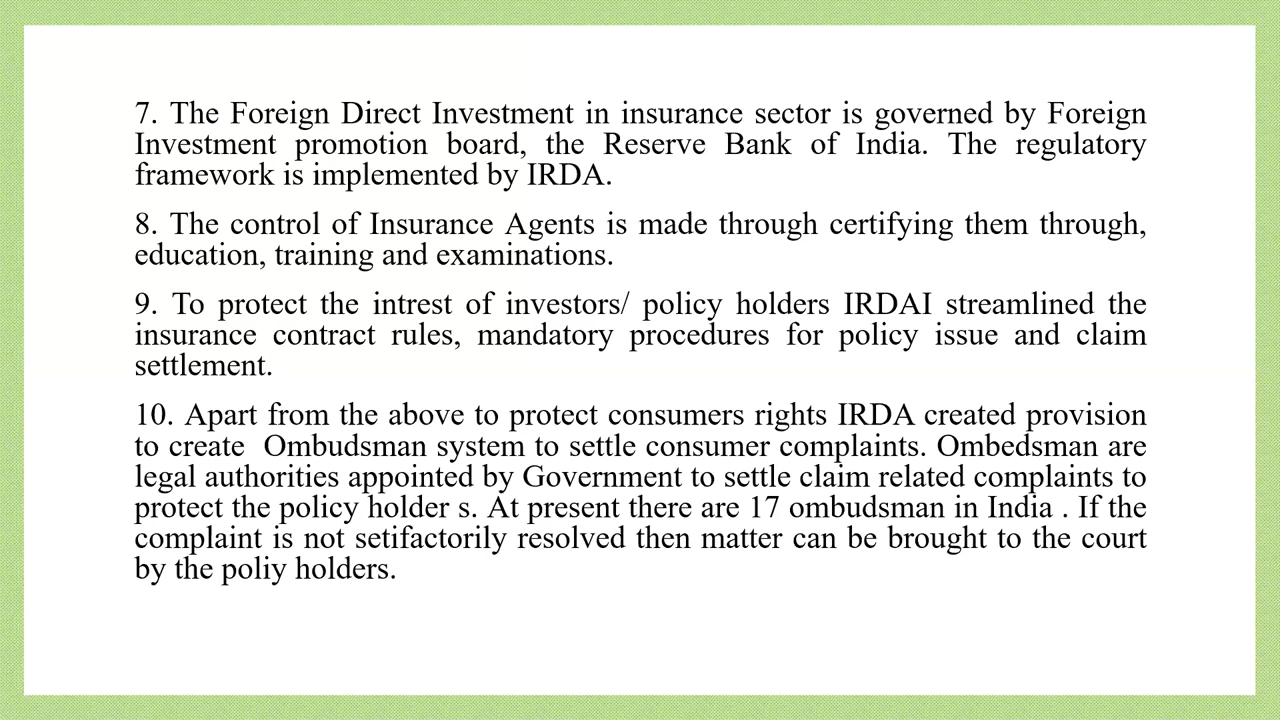 7. The Foreign Direct Investment in insurance sector is governed by Foreign
Investment promotion board, the Reserve Bank of India. The regulatory
framework is implemented by IRDA.
8. The control of Insurance Agents is made through certifying them through,
education, training and examinations.
9. To protect the intrest of investors/ policy holders IRDAI streamlined the
insurance contract rules, mandatory procedures for policy issue and claim
settlement.
10. Apart from the above to protect consumers rights IRDA created provision
to create  Ombudsman system to settle consumer complaints. Ombedsman are
legal authorities appointed by Government to settle claim related complaints to
protect the policy holder s. At present there are 17 ombudsman in India . If the
complaint is not setifactorily resolved then matter can be brought to the court
by the poliy holders.